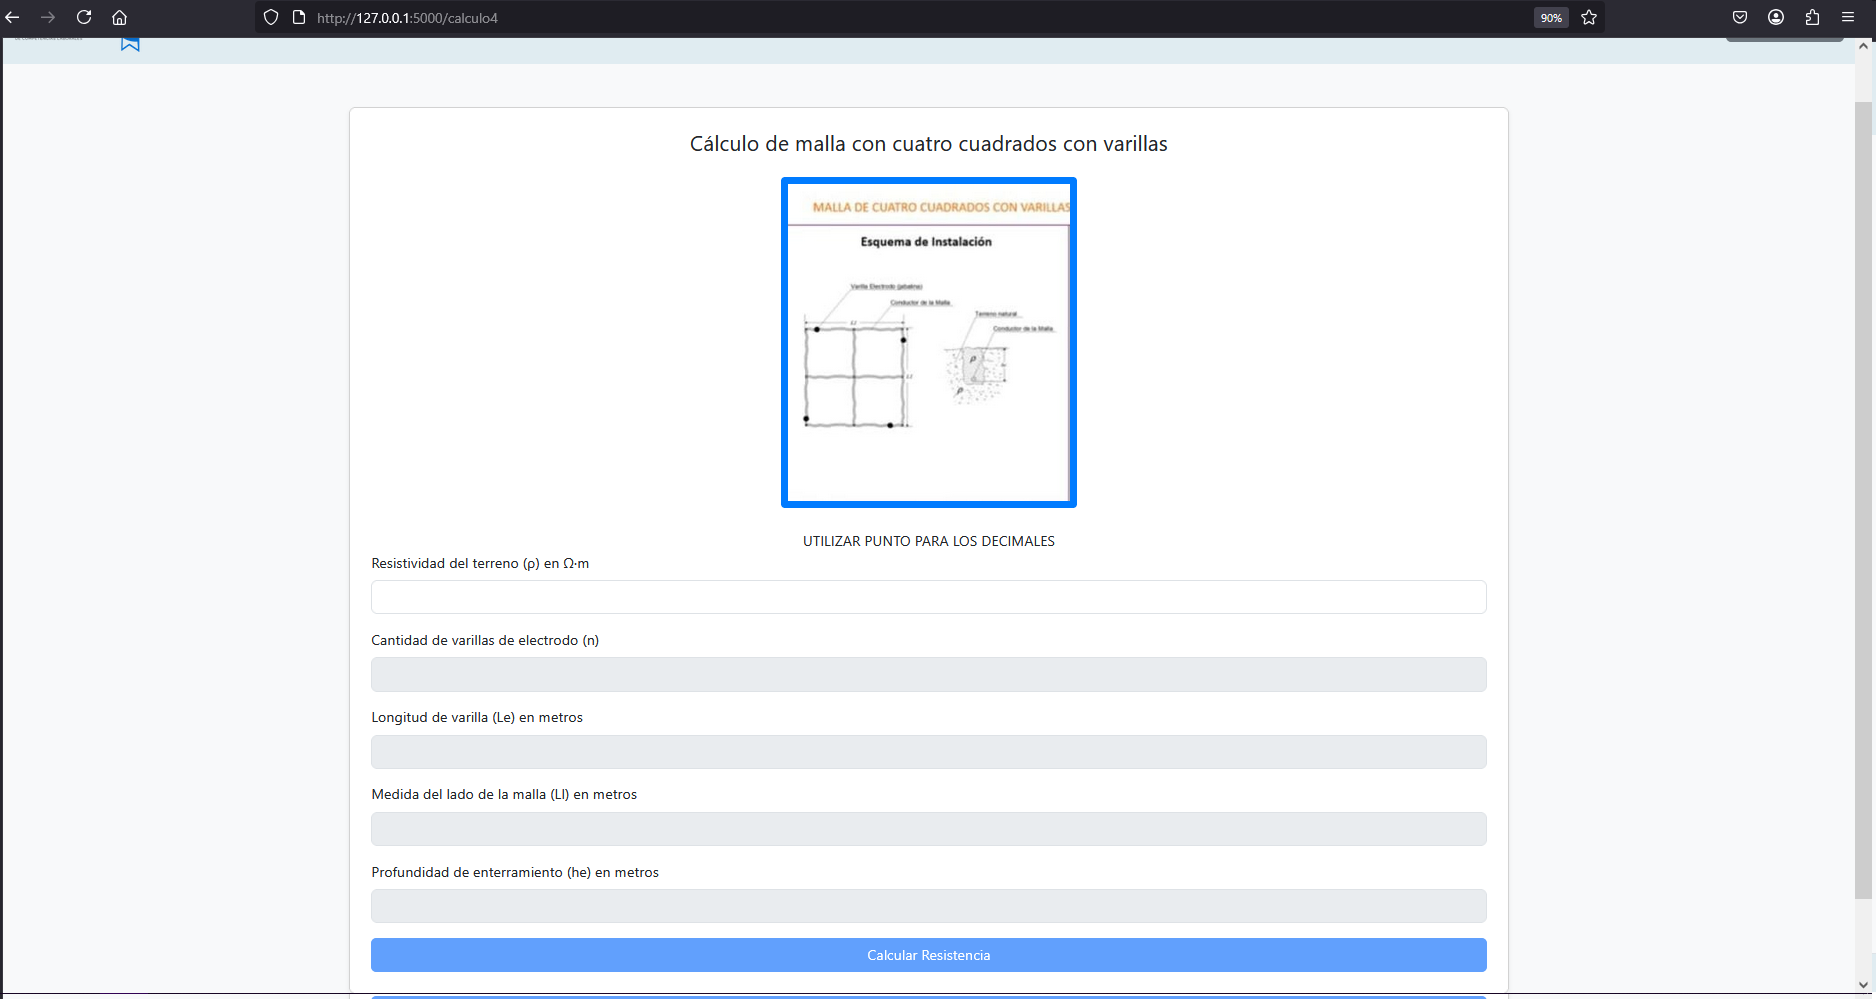 http://127.0.0.1:5000/calculo4
90%
Cálculo de malla con cuatro cuadrados con varillas
MALLA DE CUATRO CUADRADOS CON VARILLAS
Esquema de Instalación
Varilla Electrodo (jabalina)
Conductor de la Malla
Terreno natural
Conductor de la Malla
ρ
ρ
UTILIZAR PUNTO PARA LOS DECIMALES
Resistividad del terreno (ρ) en Ω·m
Cantidad de varillas de electrodo (n)
Longitud de varilla (Le) en metros
Medida del lado de la malla (Ll) en metros
Profundidad de enterramiento (he) en metros
Calcular Resistencia